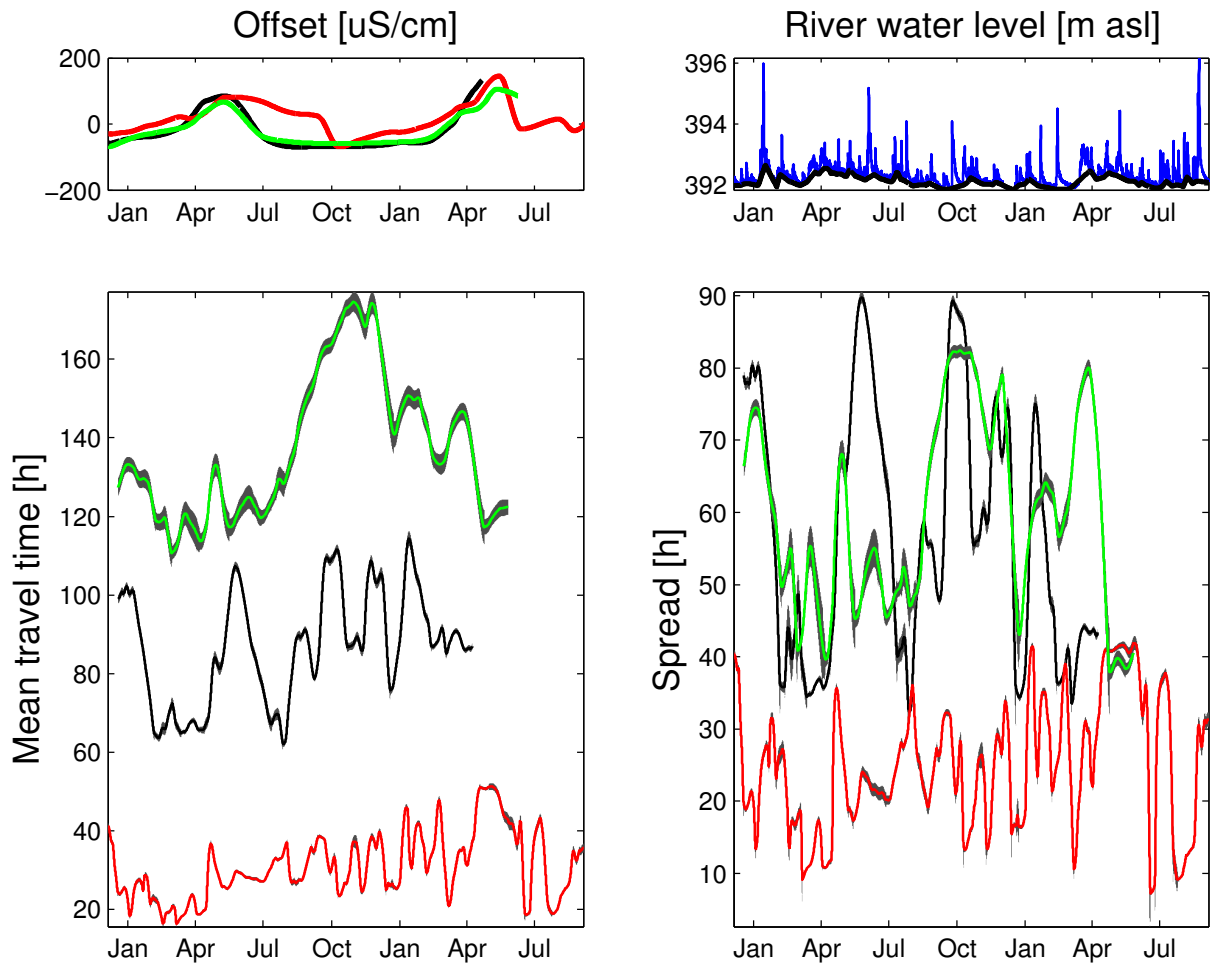 Offset [uS/cm]
200
0
−200
Jan Apr Jul Oct Jan Apr Jul
River water level [m asl]
396
394
392
Jan Apr Jul Oct Jan Apr Jul
Mean travel time [h]
160
140
120
100
80
60
40
20
Jan Apr Jul Oct Jan Apr Jul
Spread [h]
90
80
70
60
50
40
30
20
10
Jan Apr Jul Oct Jan Apr Jul